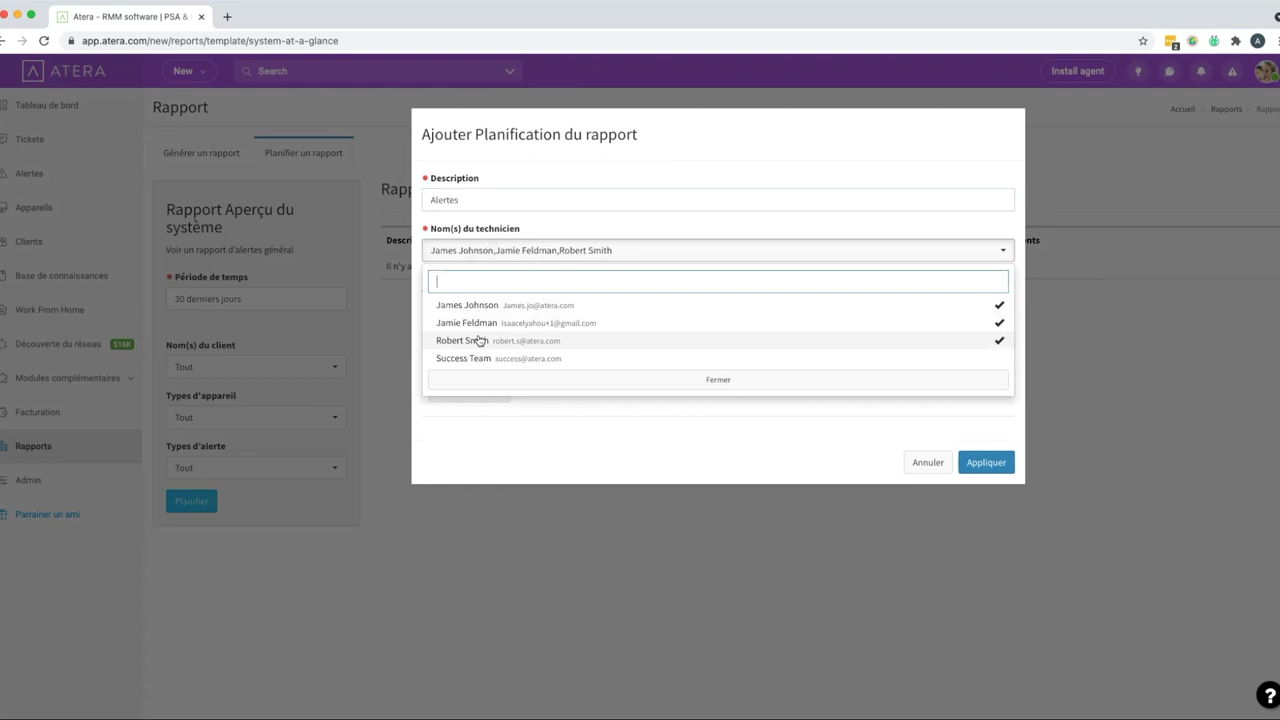 Atera - RMM software | PSA &
app.atera.com/new/reports/template/system-at-a-glance
2
A
ATERA
New
Search
Install agent
Tableau de bord
Tickets
Alertes
Appareils
Clients
Base de connaissances
Work From Home
Découverte du réseau $16K
Modules complémentaires
Facturation
Rapports
Admin
Parrainer un ami
Rapport
Accueil
Rapports
Générer un rapport
Planifier un rapport
Rapport Aperçu du
système
Voir un rapport d'alertes général
* Période de temps
30 derniers jours
Nom(s) du client
Tout
Types d'appareil
Tout
Types d'alerte
Tout
Planifier
Ajouter Planification du rapport
* Description
Alertes
* Nom(s) du technicien
James Johnson,Jamie Feldman,Robert Smith
James Johnson James.jo@atera.com
Jamie Feldman Isaacelyahou+1@gmail.com
Robert Smith robert.s@atera.com
Success Team success@atera.com
Fermer
Annuler
Appliquer
?